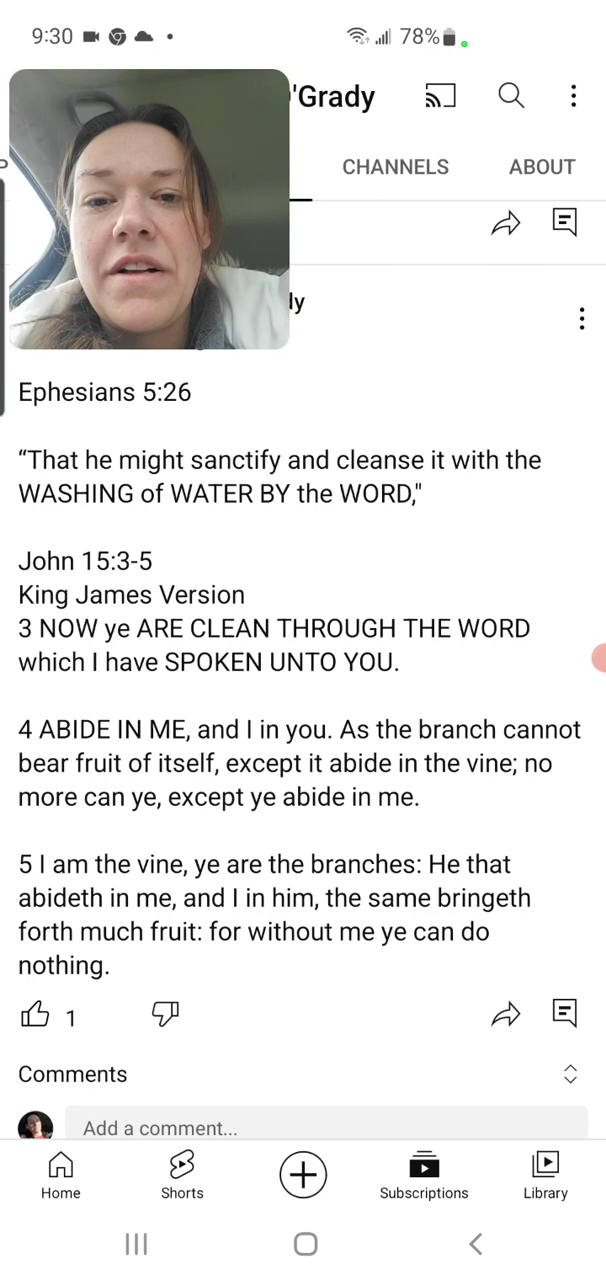 9:30
78%
'Grady
CHANNELS
ABOUT
dy
Ephesians 5:26
“That he might sanctify and cleanse it with the
WASHING of WATER BY the WORD,"
John 15:3-5
King James Version
3 NOW ye ARE CLEAN THROUGH THE WORD
which I have SPOKEN UNTO YOU.
4 ABIDE IN ME, and I in you. As the branch cannot
bear fruit of itself, except it abide in the vine; no
more can ye, except ye abide in me.
5 I am the vine, ye are the branches: He that
abideth in me, and I in him, the same bringeth
forth much fruit: for without me ye can do
nothing.
1
Comments
Add a comment...
Home
Shorts
Subscriptions
Library